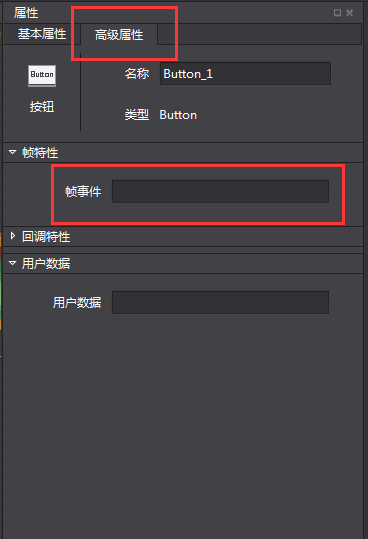 属性
基本属性 高级属性
Button 名称 Button_1
按钮 类型 Button
帧特性
帧事件
回调特性
用户数据
用户数据